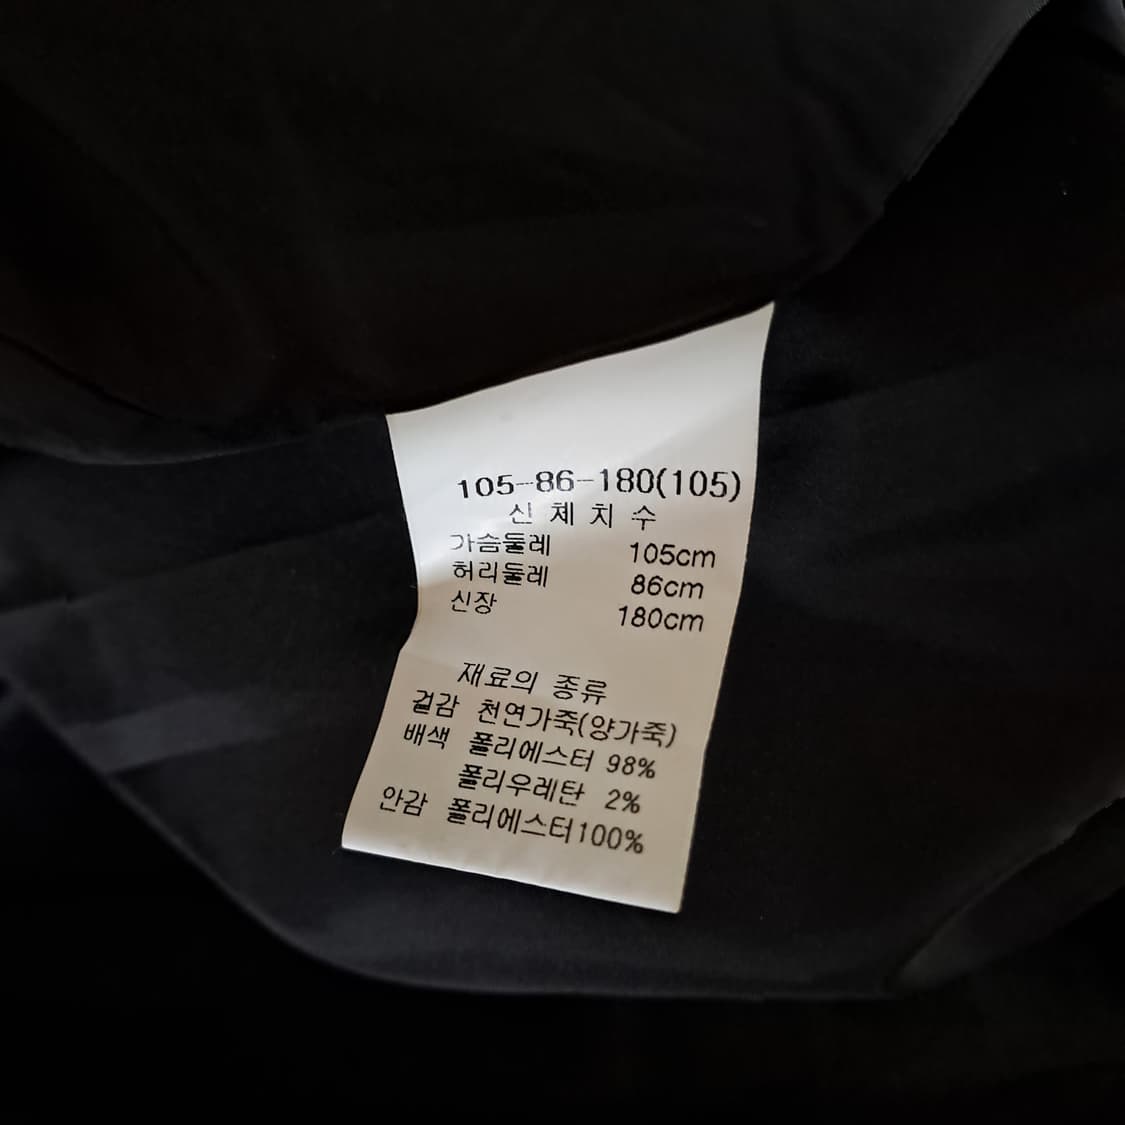 105-86-180(105)
신 체 치 수
가슴둘레 105cm
허리둘레 86cm
신장 180cm
재료의 종류
겉감 천연가죽(양가죽)
배색 폴리에스터 98%
폴리우레탄 2%
안감 폴리에스터100%